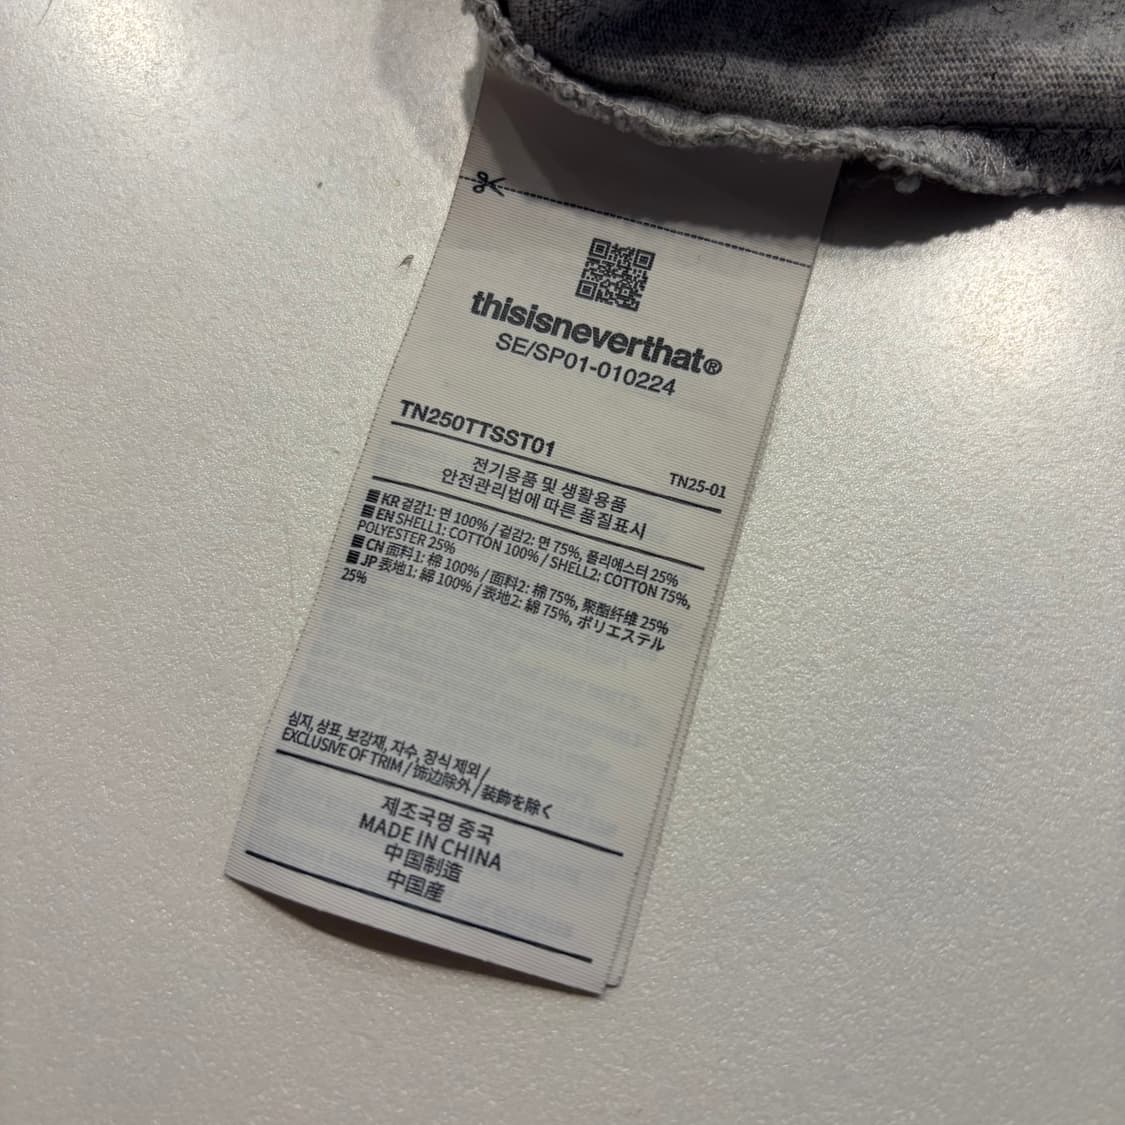 thisisneverthat®
SE/SP01-010224
TN250TTSST01
TN25-01
전기용품 및 생활용품
안전관리법에 따른 품질표시
KR 겉감1: 면 100% / 겉감2: 면 75%, 폴리에스터 25%
EN SHELL1: COTTON 100% / SHELL2: COTTON 75%,
POLYESTER 25%
CN 面料1: 棉 100% / 面料2: 棉 75%, 聚酯纤维 25%
JP 表地1: 綿 100% / 表地2: 綿 75%, ポリエステル
25%
심지, 상표, 보강재, 자수, 장식 제외 /
EXCLUSIVE OF TRIM / 饰边除外 / 装飾を除く
제조국명 중국
MADE IN CHINA
中国制造
中国産